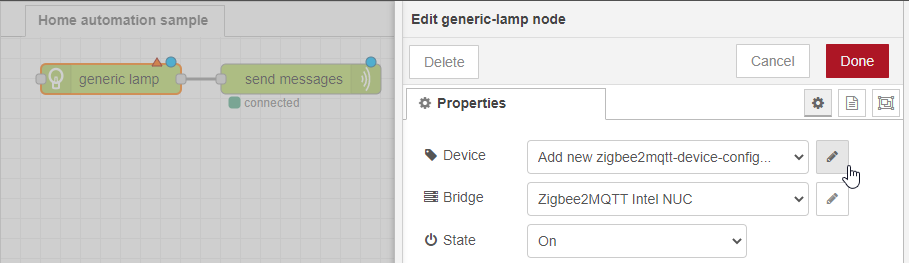 Home automation sample
generic lamp
send messages
connected
Edit generic-lamp node
Delete
Cancel
Done
Properties
Device
Add new zigbee2mqtt-device-config...
Bridge
Zigbee2MQTT Intel NUC
State
On